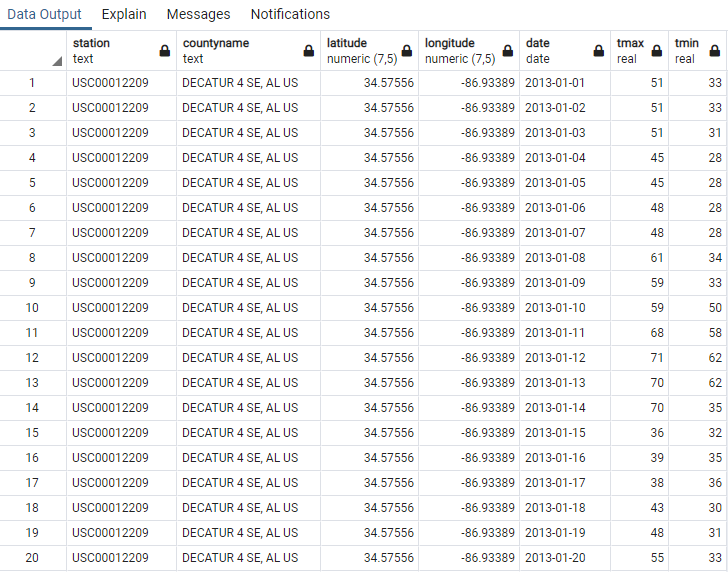 Data Output Explain Messages Notifications
station countyname latitude longitude date tmax tmin
text text numeric (7,5) numeric (7,5) date real real
1 USC00012209 DECATUR 4 SE, AL US 34.57556 -86.93389 2013-01-01 51 33
2 USC00012209 DECATUR 4 SE, AL US 34.57556 -86.93389 2013-01-02 51 33
3 USC00012209 DECATUR 4 SE, AL US 34.57556 -86.93389 2013-01-03 51 31
4 USC00012209 DECATUR 4 SE, AL US 34.57556 -86.93389 2013-01-04 45 28
5 USC00012209 DECATUR 4 SE, AL US 34.57556 -86.93389 2013-01-05 45 28
6 USC00012209 DECATUR 4 SE, AL US 34.57556 -86.93389 2013-01-06 48 28
7 USC00012209 DECATUR 4 SE, AL US 34.57556 -86.93389 2013-01-07 48 28
8 USC00012209 DECATUR 4 SE, AL US 34.57556 -86.93389 2013-01-08 61 34
9 USC00012209 DECATUR 4 SE, AL US 34.57556 -86.93389 2013-01-09 59 33
10 USC00012209 DECATUR 4 SE, AL US 34.57556 -86.93389 2013-01-10 59 50
11 USC00012209 DECATUR 4 SE, AL US 34.57556 -86.93389 2013-01-11 68 58
12 USC00012209 DECATUR 4 SE, AL US 34.57556 -86.93389 2013-01-12 71 62
13 USC00012209 DECATUR 4 SE, AL US 34.57556 -86.93389 2013-01-13 70 62
14 USC00012209 DECATUR 4 SE, AL US 34.57556 -86.93389 2013-01-14 70 35
15 USC00012209 DECATUR 4 SE, AL US 34.57556 -86.93389 2013-01-15 36 32
16 USC00012209 DECATUR 4 SE, AL US 34.57556 -86.93389 2013-01-16 39 35
17 USC00012209 DECATUR 4 SE, AL US 34.57556 -86.93389 2013-01-17 38 36
18 USC00012209 DECATUR 4 SE, AL US 34.57556 -86.93389 2013-01-18 43 30
19 USC00012209 DECATUR 4 SE, AL US 34.57556 -86.93389 2013-01-19 48 31
20 USC00012209 DECATUR 4 SE, AL US 34.57556 -86.93389 2013-01-20 55 33